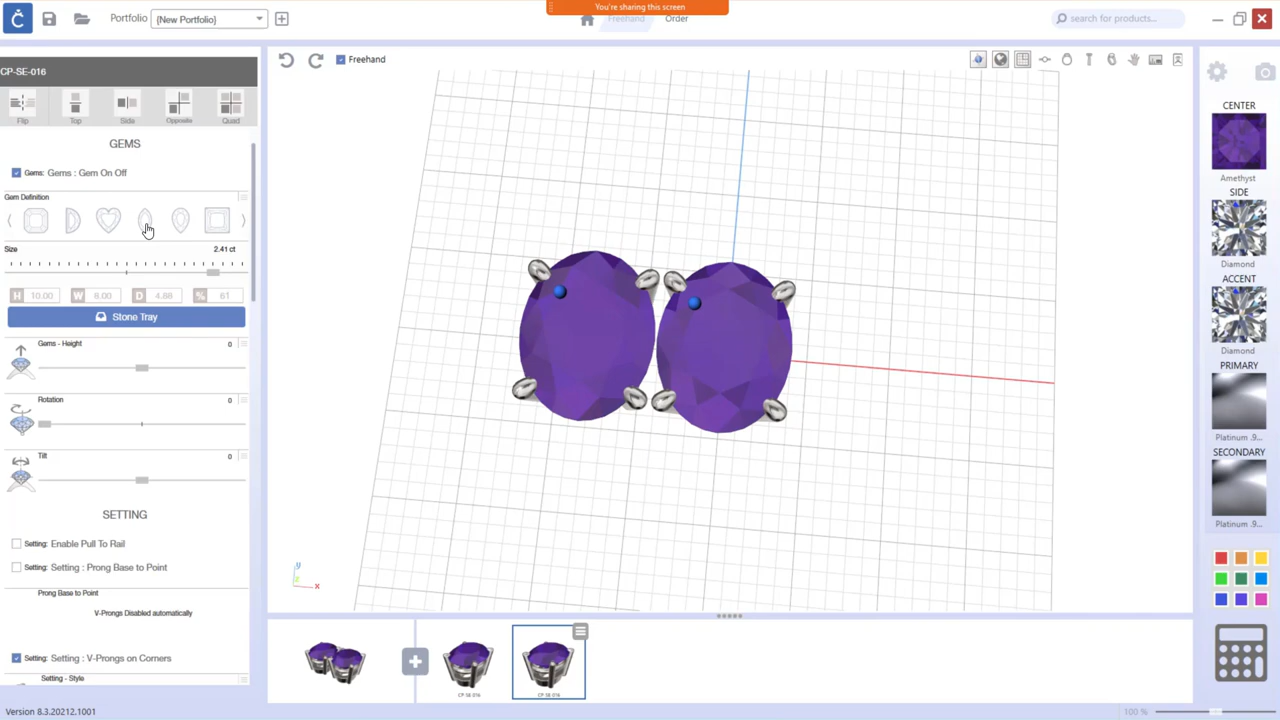 You're sharing this screen
Č
Portfolio
{New Portfolio}
Freehand
Order
search for products...
CP-SE-016
Freehand
Flip
Top
Side
Opposite
Quad
GEMS
Gems: Gems : Gem On Off
Gem Definition
Size
2.41 ct
H 10.00 W 8.00 D 4.88 % 61
Stone Tray
Gems - Height
0
Rotation
0
Tilt
0
SETTING
Setting: Enable Pull To Rail
Setting: Setting : Prong Base to Point
Prong Base to Point
V-Prongs Disabled automatically
Setting: Setting : V-Prongs on Corners
Setting - Style
y
z
x
CP SE 016
CP SE 016
CENTER
Amethyst
SIDE
Diamond
ACCENT
Diamond
PRIMARY
Platinum .9...
SECONDARY
Platinum .9...
Version 8.3.20212.1001
100 %